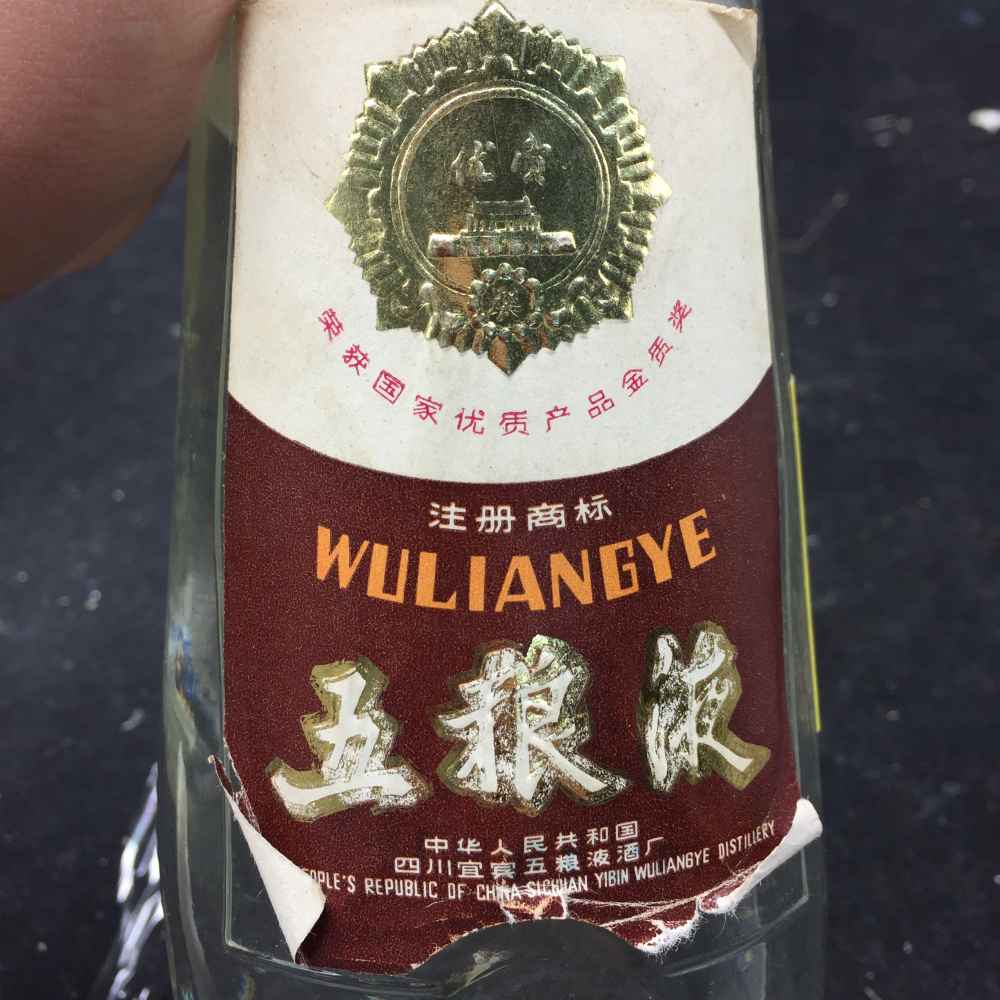 优质
奖
荣获国家优质产品金质奖
注册商标
WULIANGYE
五粮液
中华人民共和国
四川宜宾五粮液酒厂
OPLE'S REPUBLIC OF CHINA SICHUAN YIBIN WULIANGYE DISTILLERY